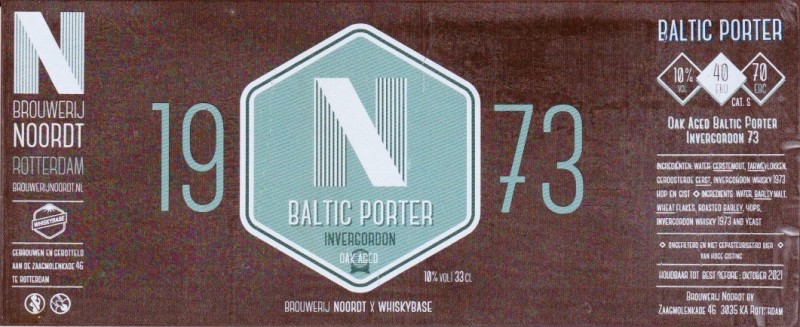 N
BROUWERIJ
NOORDT
ROTTERDAM
BROUWERIJNOORDT.NL
WHISKYBASE
GEBROUWEN EN GEBOTTELD
AAN DE ZAAGMOLENKADE 46
TE ROTTERDAM
19
N
BALTIC PORTER
INVERGORDON
OAK AGED
73
10% VOL | 33 CL
BROUWERIJ NOORDT X WHISKYBASE
BALTIC PORTER
10% VOL
40 EBU
70 EBC
CAT. S
OAK AGED BALTIC PORTER
INVERGORDON 73
INGREDIËNTEN: WATER, GERSTEMOUT, TARWEVLOKKEN,
GEROOSTERDE GERST, INVERGORDON WHISKY 1973
HOP EN GIST ◇ INGREDIENTS: WATER, BARLEY MALT,
WHEAT FLAKES, ROASTED BARLEY, HOPS,
INVERGORDON WHISKY 1973 AND YEAST
◇ ONGEFILTERD EN NIET GEPASTEURISEERD BIER ◇
VAN HOGE GISTING
HOUDBAAR TOT BEST BEFORE: OKTOBER 2021
BROUWERIJ NOORDT BV
ZAAGMOLENKADE 46 3035 KA ROTTERDAM